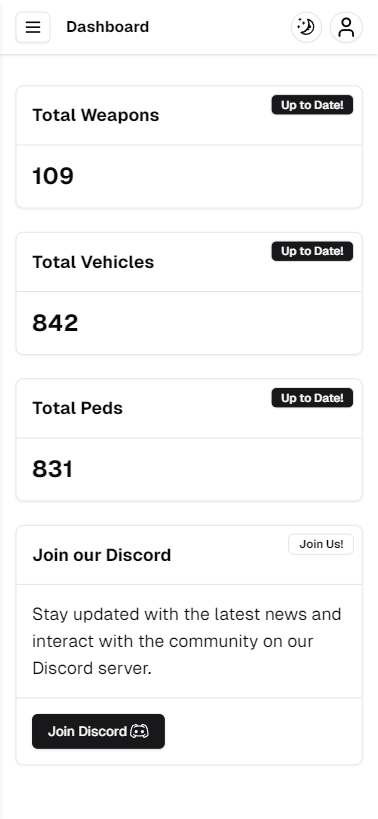 Dashboard
Total Weapons
Up to Date!
109
Total Vehicles
Up to Date!
842
Total Peds
Up to Date!
831
Join our Discord
Join Us!
Stay updated with the latest news and
interact with the community on our
Discord server.
Join Discord